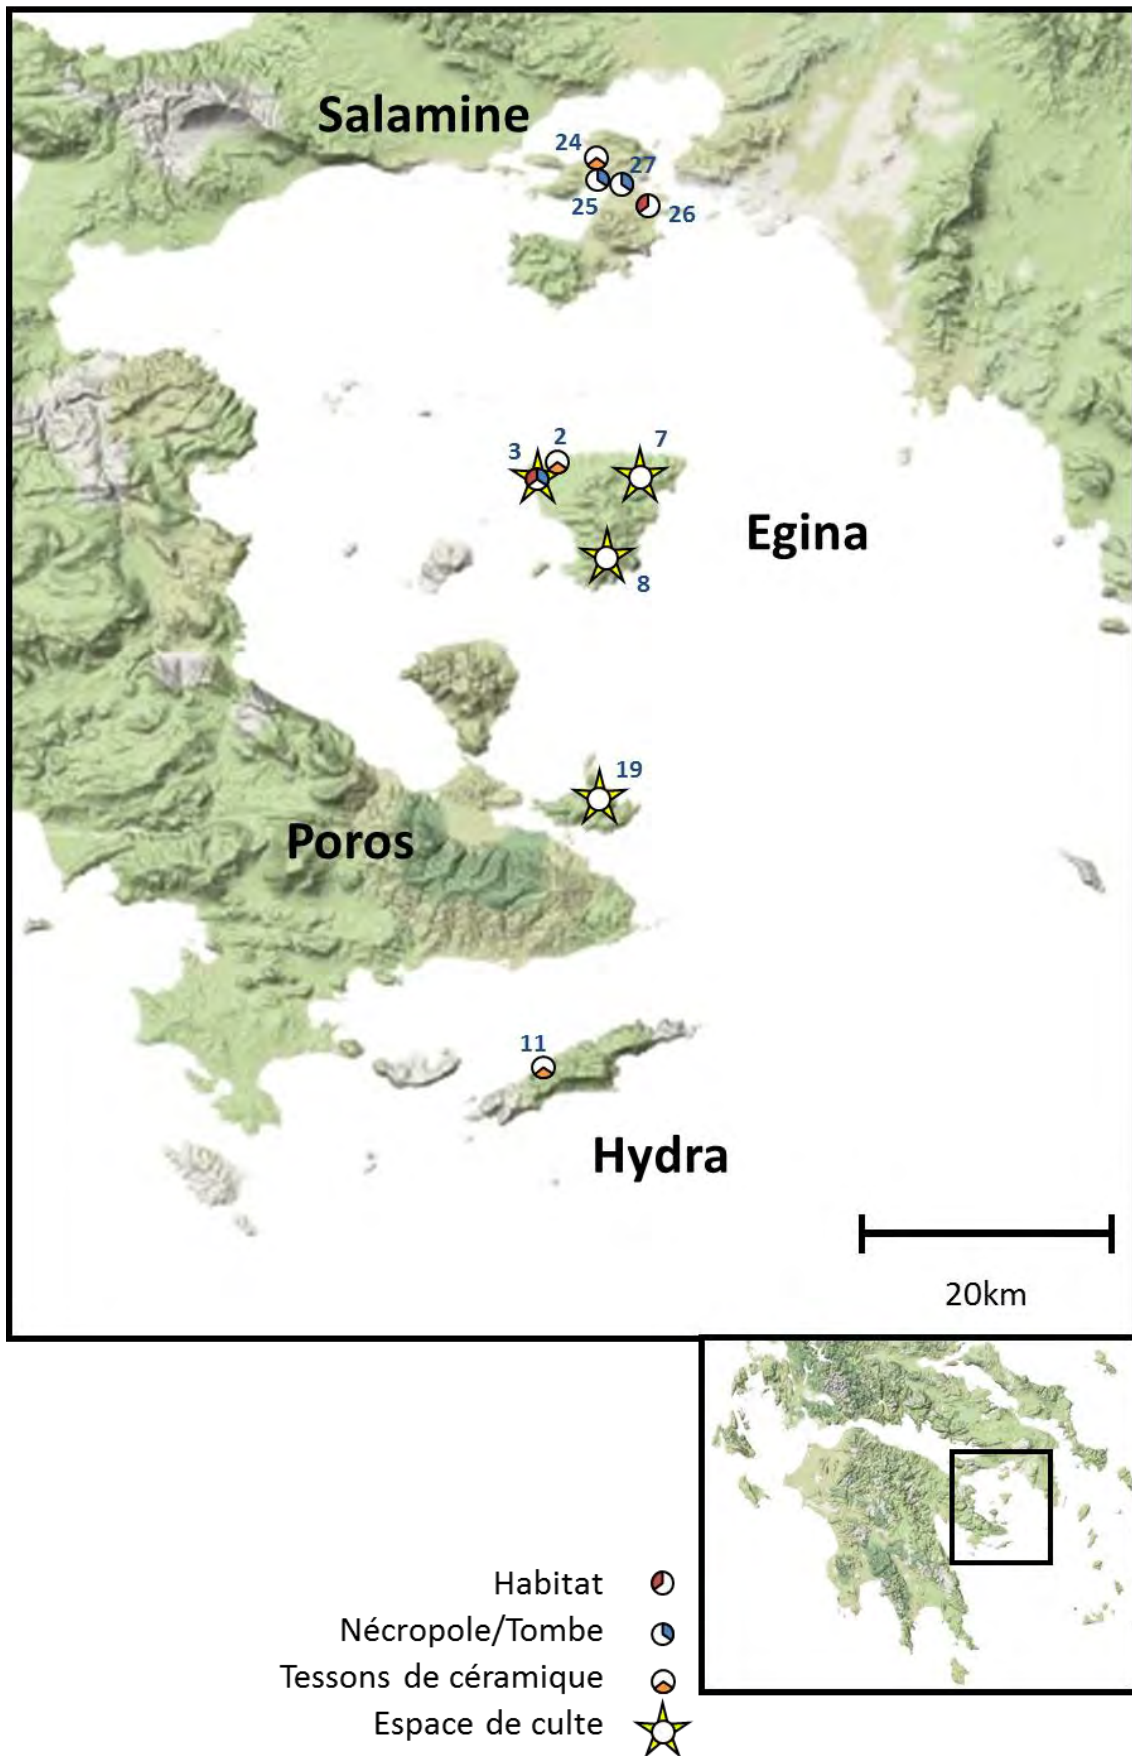 Salamine
24
27
25
26
2
3
7
Egina
8
19
Poros
11
Hydra
20km
Habitat
Nécropole/Tombe
Tessons de céramique
Espace de culte